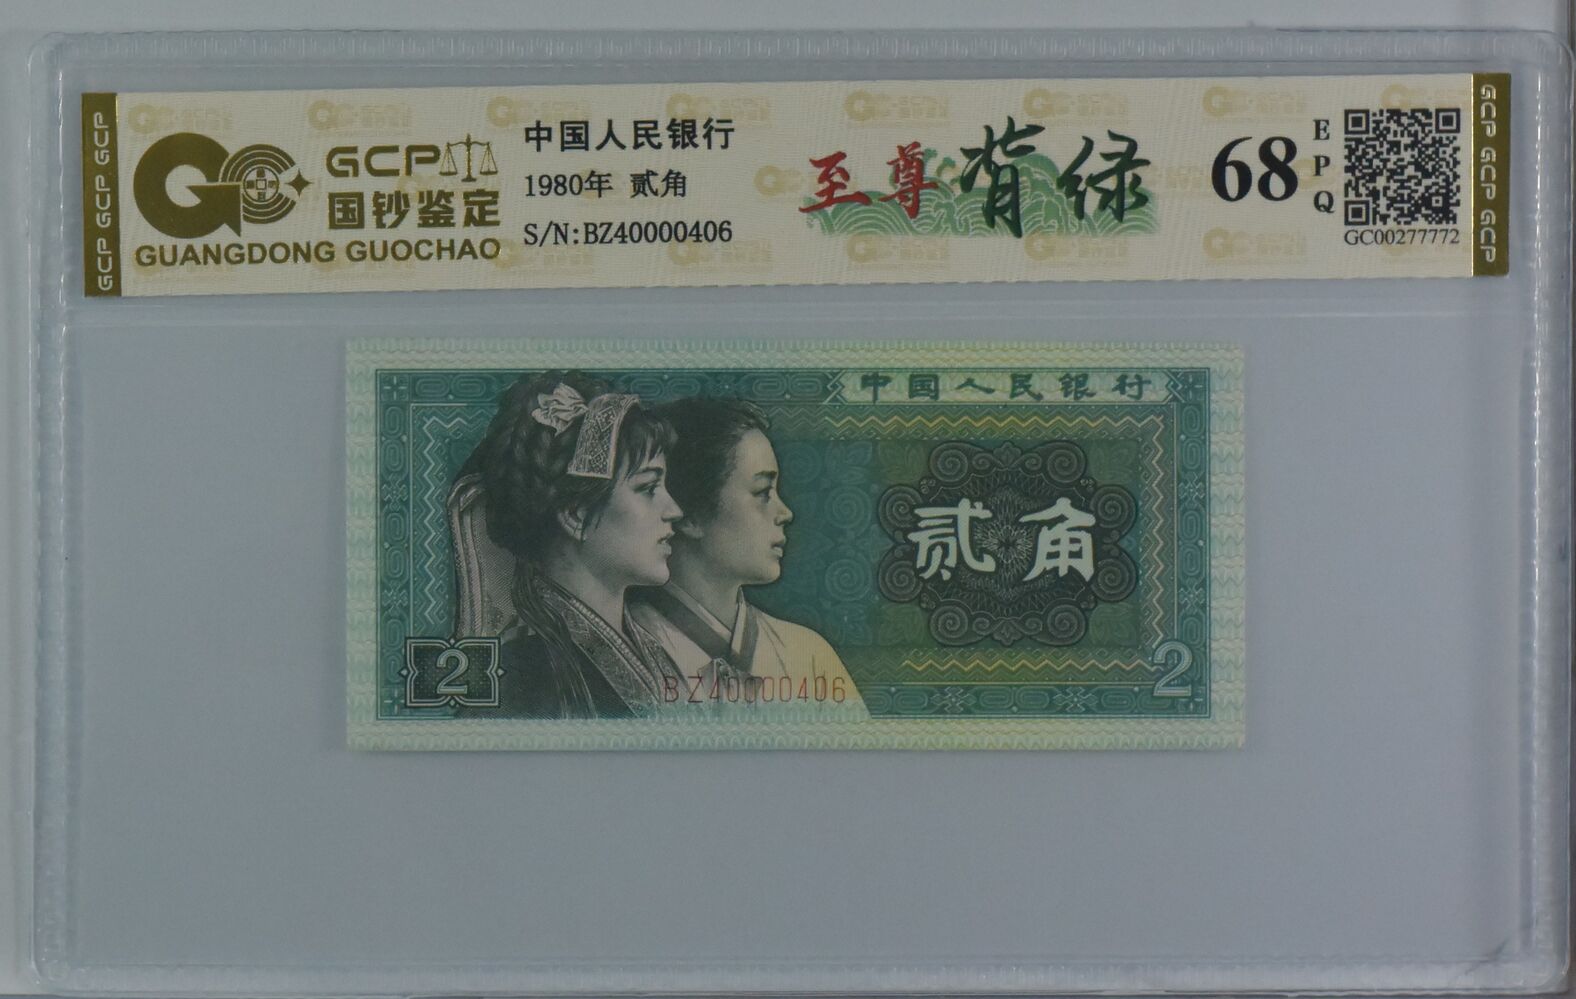 GCP GCP GCP
GCP
国钞鉴定
GUANGDONG GUOCHAO
中国人民银行
1980年 贰角
S/N:BZ40000406
至尊背绿
68
EPQ
GC00277772
GCP GCP GCP
中国人民银行
贰角
2
BZ40000406
2